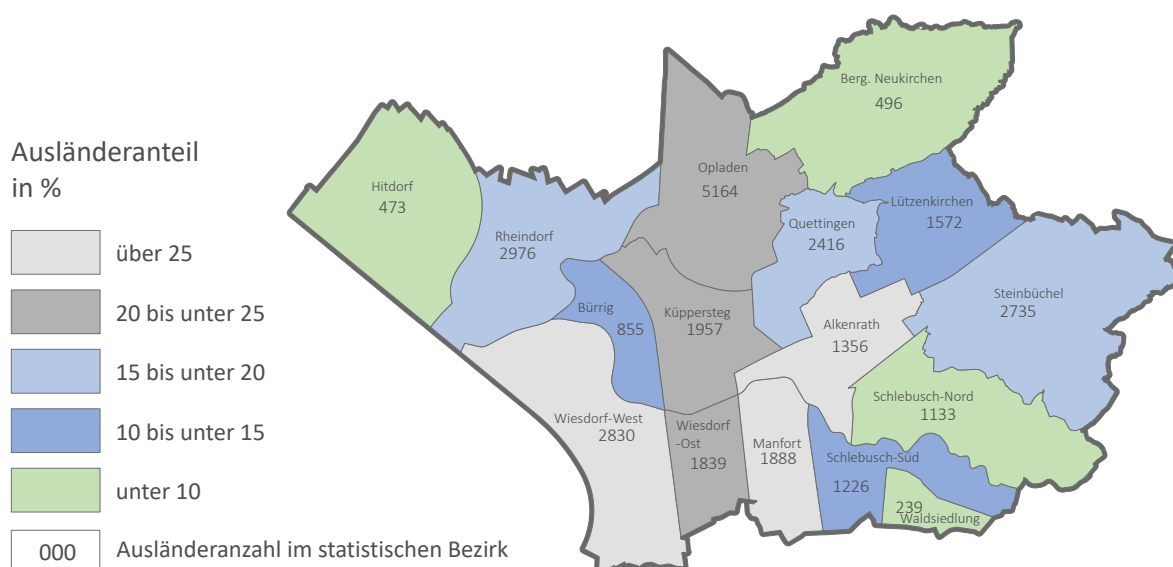 Ausländeranteil
in %
über 25
20 bis unter 25
15 bis unter 20
10 bis unter 15
unter 10
000 Ausländeranzahl im statistischen Bezirk
Berg. Neukirchen
496
Hitdorf
473
Opladen
5164
Lützenkirchen
1572
Rheindorf
2976
Quettingen
2416
Steinbüchel
2735
Bürrig
855
Küppersteg
1957
Alkenrath
1356
Schlebusch-Nord
1133
Wiesdorf-West
2830
Wiesdorf
-Ost
1839
Manfort
1888
Schlebusch-Süd
1226
239
Waldsiedlung